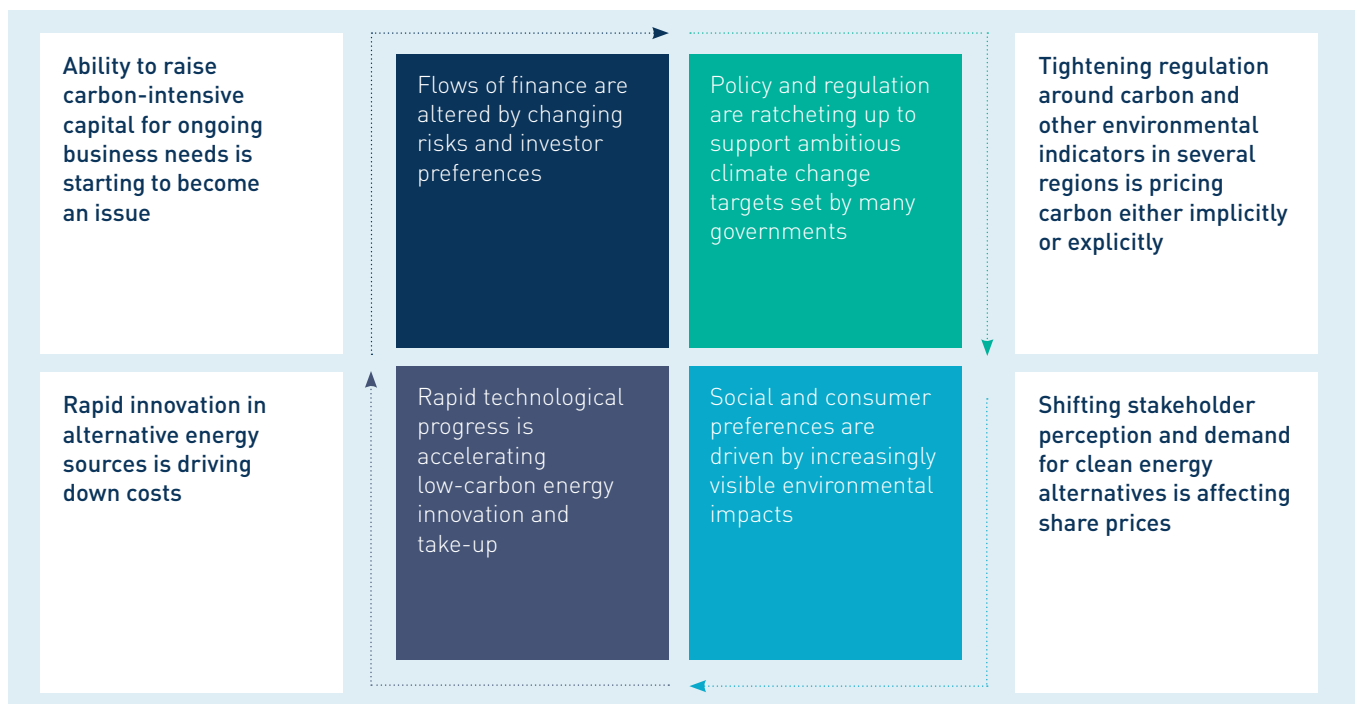 Ability to raise
carbon-intensive
capital for ongoing
business needs is
starting to become
an issue
Flows of finance are
altered by changing
risks and investor
preferences
Policy and regulation
are ratcheting up to
support ambitious
climate change
targets set by many
governments
Tightening regulation
around carbon and
other environmental
indicators in several
regions is pricing
carbon either implicitly
or explicitly
Rapid innovation in
alternative energy
sources is driving
down costs
Rapid technological
progress is
accelerating
low-carbon energy
innovation and
take-up
Social and consumer
preferences are
driven by increasingly
visible environmental
impacts
Shifting stakeholder
perception and demand
for clean energy
alternatives is affecting
share prices